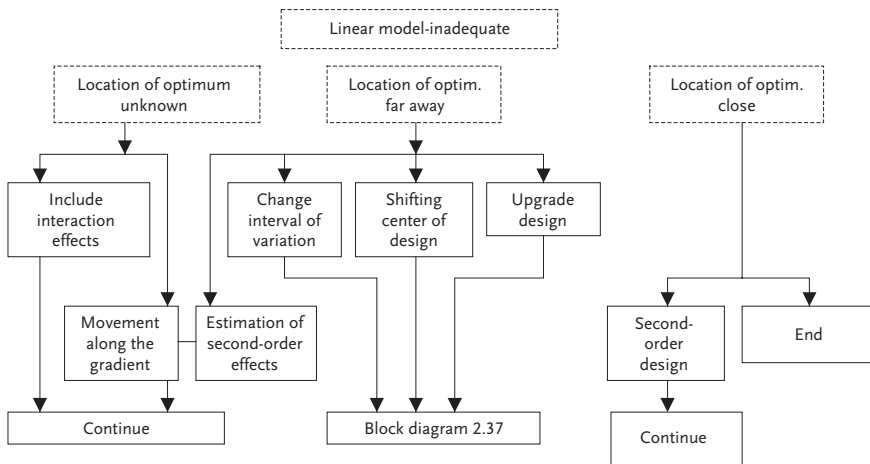 Linear model-inadequate
Location of optimum
unknown
Location of optim.
far away
Location of optim.
close
Include
interaction
effects
Change
interval of
variation
Shifting
center of
design
Upgrade
design
Movement
along the
gradient
Estimation of
second-order
effects
Second-
order
design
End
Continue
Block diagram 2.37
Continue